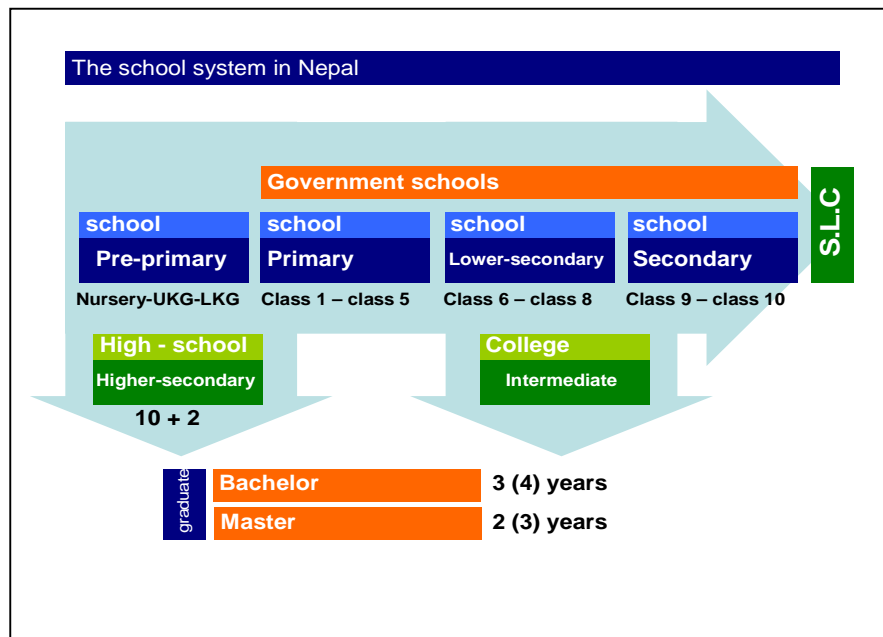 The school system in Nepal
Government schools
S.L.C
school
Pre-primary
Nursery-UKG-LKG
school
Primary
Class 1 – class 5
school
Lower-secondary
Class 6 – class 8
school
Secondary
Class 9 – class 10
High - school
Higher-secondary
10 + 2
College
Intermediate
graduate
Bachelor
3 (4) years
Master
2 (3) years